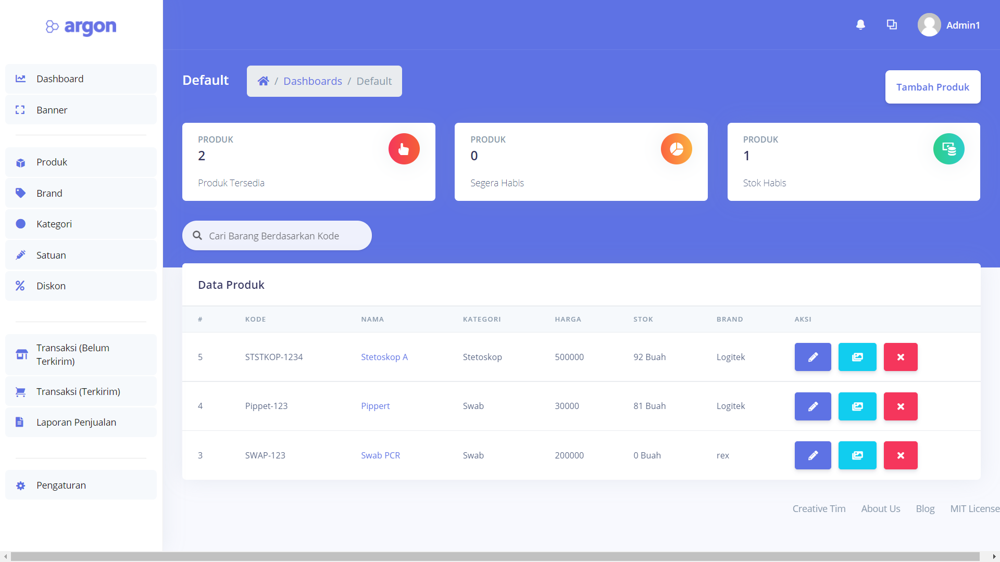 argon
Dashboard
Banner
Produk
Brand
Kategori
Satuan
Diskon
Transaksi (Belum
Terkirim)
Transaksi (Terkirim)
Laporan Penjualan
Pengaturan
Admin1
Default
/ Dashboards / Default
Tambah Produk
PRODUK
2
Produk Tersedia
PRODUK
0
Segera Habis
PRODUK
1
Stok Habis
Cari Barang Berdasarkan Kode
Data Produk
# KODE NAMA KATEGORI HARGA STOK BRAND AKSI
5 STSTKOP-1234 Stetoskop A Stetoskop 500000 92 Buah Logitek
4 Pippet-123 Pippert Swab 30000 81 Buah Logitek
3 SWAP-123 Swab PCR Swab 200000 0 Buah rex
Creative Tim About Us Blog MIT License